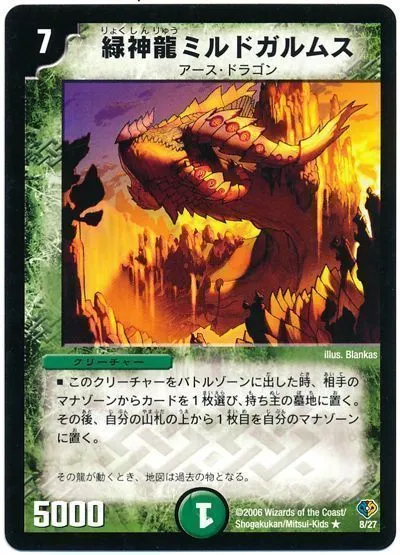 7
りょくしんりゅう
緑神龍ミルドガルムス
アース・ドラゴン
illus. Blankas
クリーチャー
■ このクリーチャーをバトルゾーンに出した時、相手の
マナゾーンからカードを1枚選び、持ち主の墓地に置く。
その後、自分の山札の上から1枚目を自分のマナゾーン
に置く。
その龍が動くとき、地図は過去の物となる。
5000
1
©2006 Wizards of the Coast/
Shogakukan/Mitsui-Kids ★
8/27